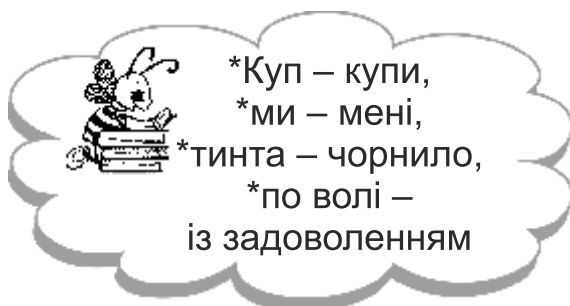 *Куп – купи,
*ми – мені,
*тинта – чорнило,
*по волі –
із задоволенням